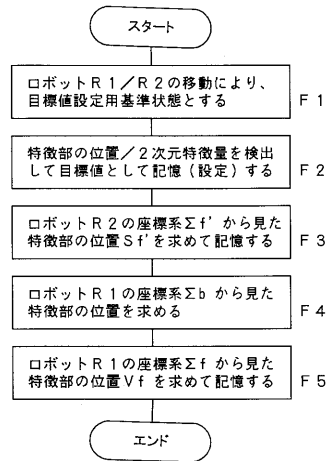 スタート
ロボットR1/R2の移動により、
目標値設定用基準状態とする
F1
特徴部の位置/2次元特徴量を検出
して目標値として記憶(設定)する
F2
ロボットR2の座標系Σf'から見た
特徴部の位置Sf'を求めて記憶する
F3
ロボットR1の座標系Σb から見た
特徴部の位置を求める
F4
ロボットR1の座標系Σf から見た
特徴部の位置Vf を求めて記憶する
F5
エンド